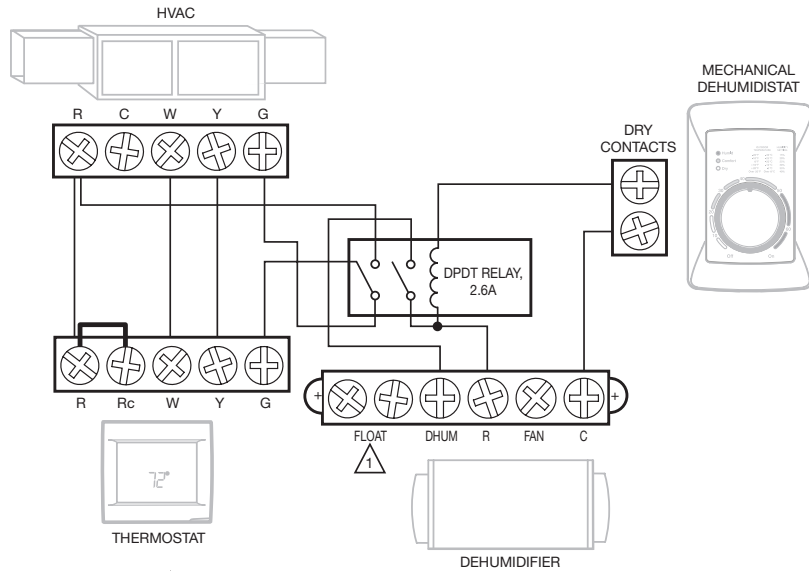 HVAC
R C W Y G
MECHANICAL
DEHUMIDISTAT
DRY
CONTACTS
DPDT RELAY,
2.6A
R Rc W Y G
72°
THERMOSTAT
+ +
FLOAT DHUM R FAN C
1
DEHUMIDIFIER